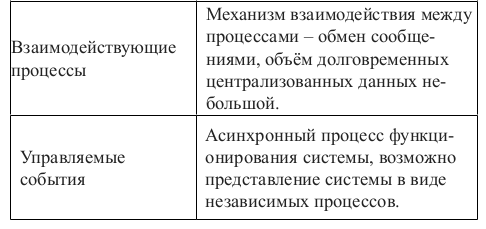 Взаимодействующие
процессы
Механизм взаимодействия между
процессами – обмен сообще-
ниями, объём долговременных
централизованных данных не-
большой.
Управляемые
события
Асинхронный процесс функци-
онирования системы, возможно
представление системы в виде
независимых процессов.